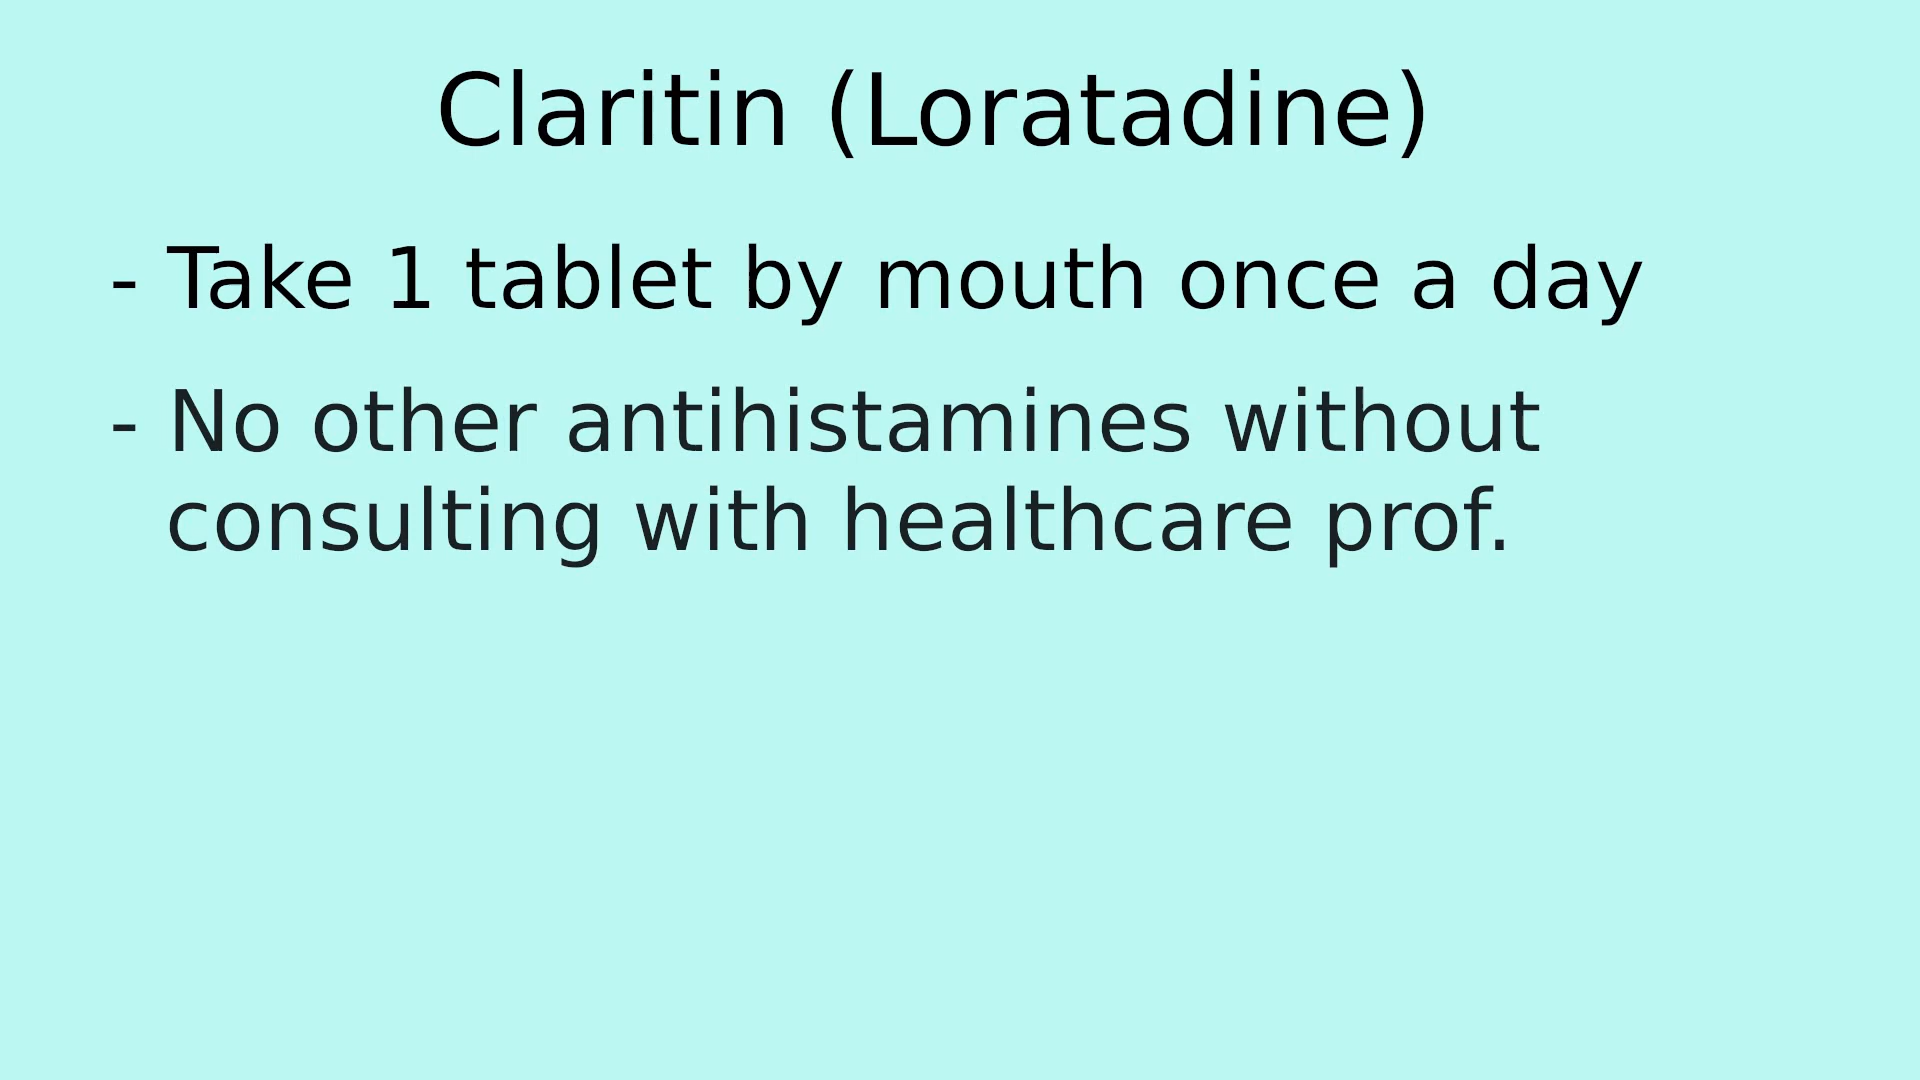 Claritin (Loratadine)
- Take 1 tablet by mouth once a day
- No other antihistamines without
consulting with healthcare prof.